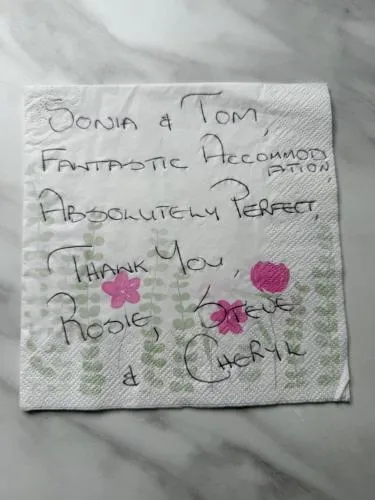 Sonia & Tom,
Fantastic Accommod
ation,
Absolutely Perfect,
Thank You,
Rosie, Steve
& Cheryl